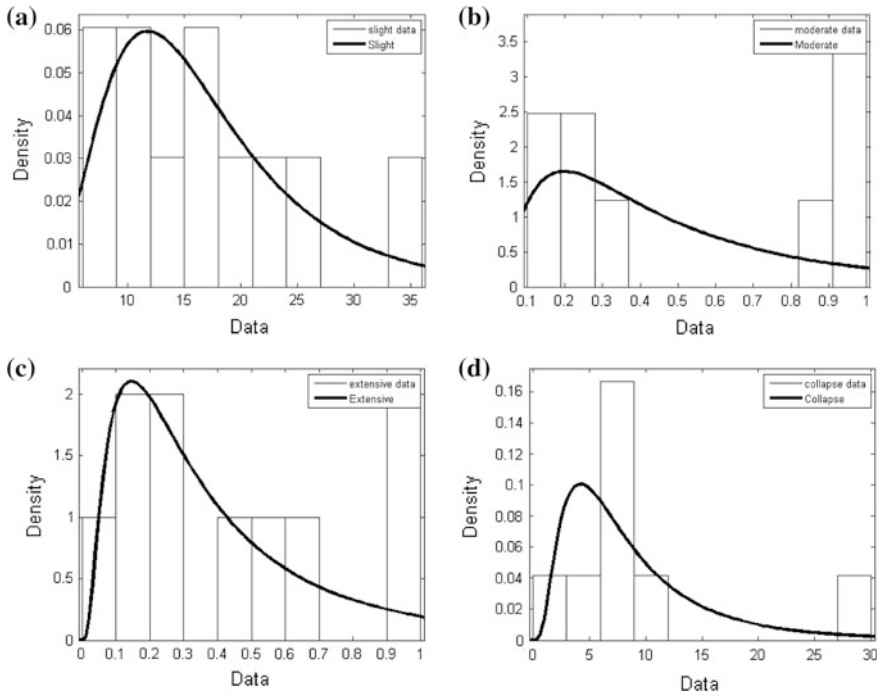 (a)
slight data
Slight
0.06
0.05
0.04
0.03
0.02
0.01
0
Density
10 15 20 25 30 35
Data
(b)
moderate data
Moderate
3.5
3
2.5
2
1.5
1
0.5
0
Density
0.1 0.2 0.3 0.4 0.5 0.6 0.7 0.8 0.9 1
Data
(c)
extensive data
Extensive
2
1.5
1
0.5
0
Density
0 0.1 0.2 0.3 0.4 0.5 0.6 0.7 0.8 0.9 1
Data
(d)
collapse data
Collapse
0.16
0.14
0.12
0.1
0.08
0.06
0.04
0.02
0
Density
0 5 10 15 20 25 30
Data